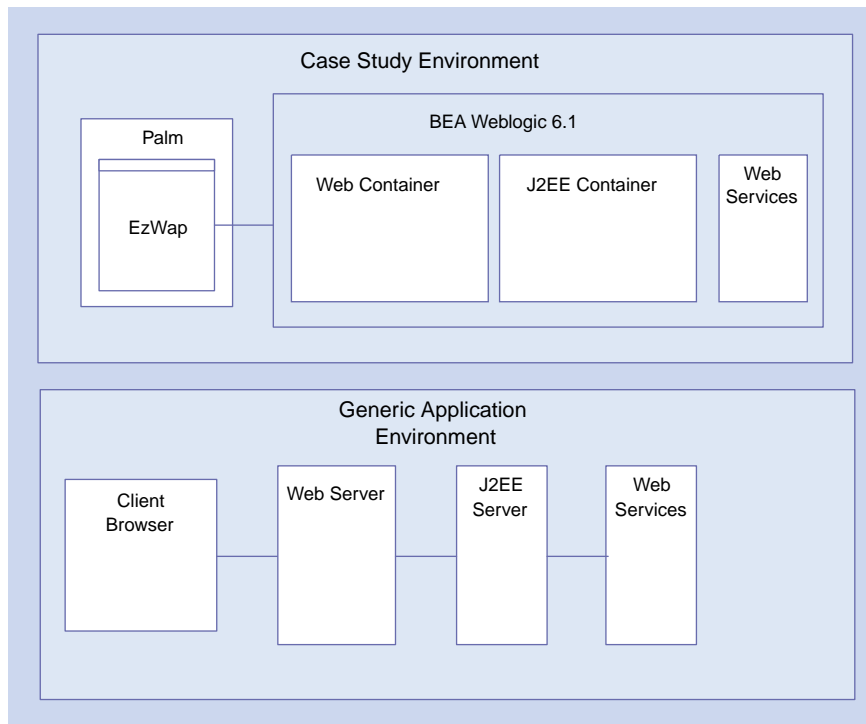 Case Study Environment
BEA Weblogic 6.1
Palm
EzWap
Web Container
J2EE Container
Web
Services
Generic Application
Environment
Client
Browser
Web Server
J2EE
Server
Web
Services